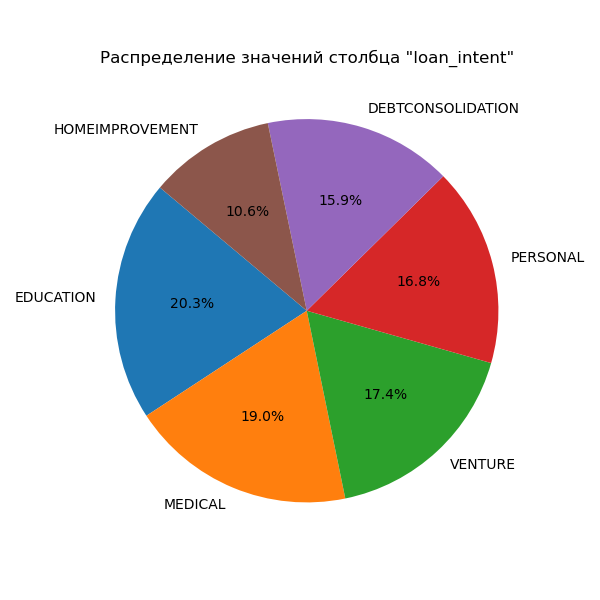 Распределение значений столбца "loan_intent"
DEBTCONSOLIDATION
HOMEIMPROVEMENT
15.9%
10.6%
PERSONAL
16.8%
EDUCATION
20.3%
17.4%
19.0%
VENTURE
MEDICAL